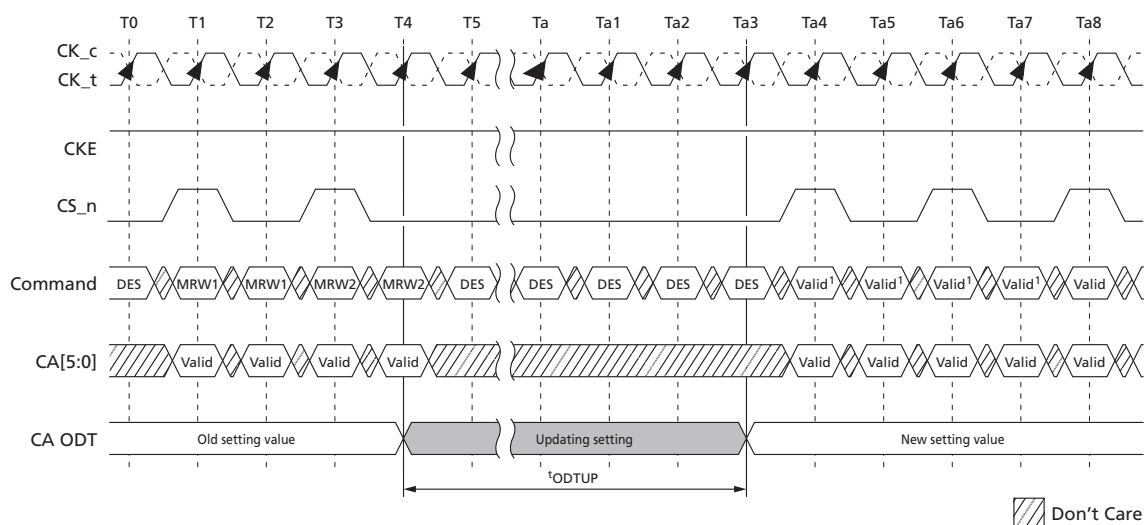 T0 T1 T2 T3 T4 T5 Ta Ta1 Ta2 Ta3 Ta4 Ta5 Ta6 Ta7 Ta8
CK_c
CK_t
CKE
CS_n
Command DES MRW1 MRW1 MRW2 MRW2 DES DES DES DES DES Valid¹ Valid¹ Valid¹ Valid¹ Valid
CA[5:0] Valid Valid Valid Valid Valid Valid Valid Valid Valid
CA ODT Old setting value Updating setting New setting value
ᵗODTUP
Don't Care